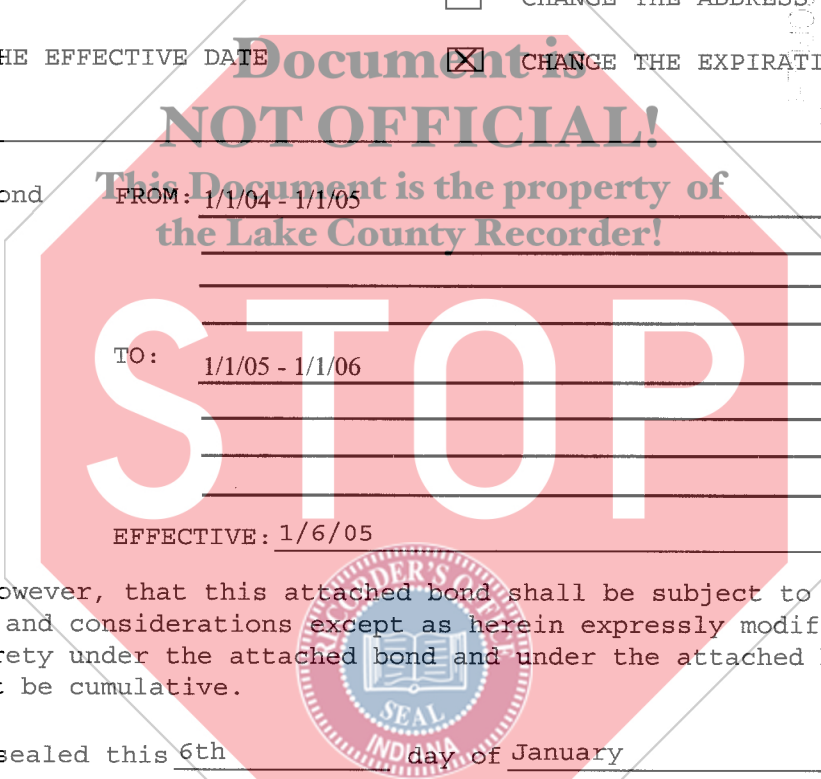 CHANGE THE ADDRESS
HE EFFECTIVE DATE
CHANGE THE EXPIRATI
Document is
NOT OFFICIAL!
This Document is the property of
the Lake County Recorder!
STOP
ond FROM: 1/1/04 - 1/1/05
TO: 1/1/05 - 1/1/06
EFFECTIVE: 1/6/05
owever, that this attached bond shall be subject to
and considerations except as herein expressly modif
rety under the attached bond and under the attached
t be cumulative.
RECORDER'S OFFICE
SEAL
INDIANA
sealed this 6th day of January